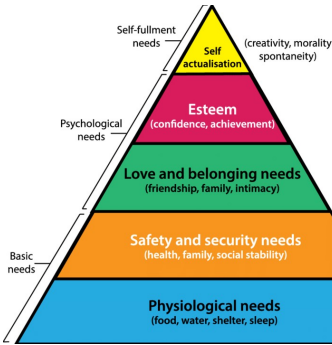 Self-fullment
needs
Self
actualisation
(creativity, morality
spontaneity)
Psychological
needs
Esteem
(confidence, achievement)
Love and belonging needs
(friendship, family, intimacy)
Basic
needs
Safety and security needs
(health, family, social stability)
Physiological needs
(food, water, shelter, sleep)